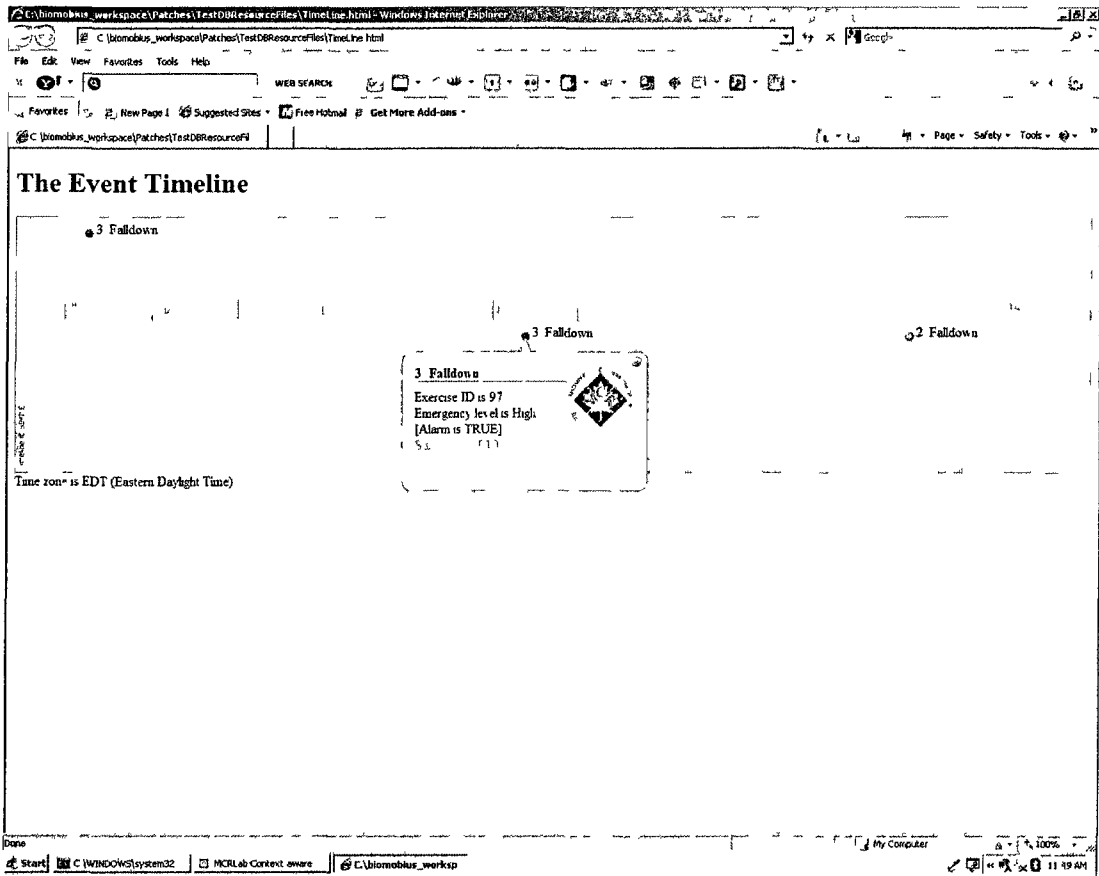 C:\biomobius_workspace\Patches\TestDBResourceFiles\TimeLine.html - Windows Internet Explorer
C \biomobius_workspace\Patches\TestDBResourceFiles\TimeLine html
File Edit View Favorites Tools Help
WEB SEARCH
Favorites New Page 1 Suggested Sites Free Hotmail Get More Add-ons
C \biomobius_workspace\Patches\TestDBResourceFil
Page Safety Tools
The Event Timeline
3 Falldown
3 Falldown
2 Falldown
3 Falldown
Exercise ID is 97
Emergency level is High
[Alarm is TRUE]
Time zone is EDT (Eastern Daylight Time)
Done
My Computer
100%
Start
C \WINDOWS\system32
MCRLab Context aware
C:\biomobius_worksp